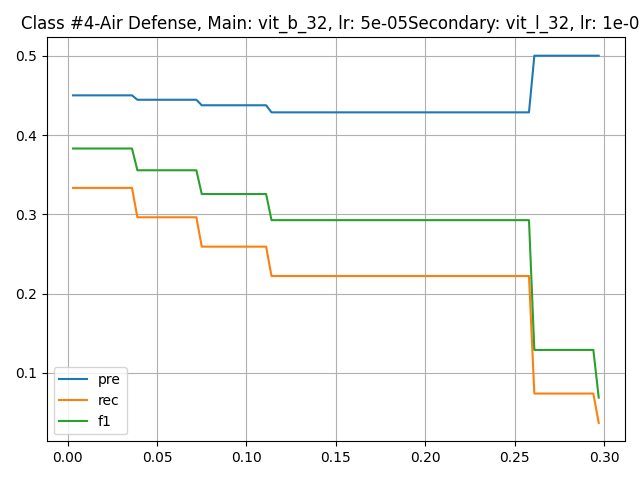 Class #4-Air Defense, Main: vit_b_32, lr: 5e-05Secondary: vit_l_32, lr: 1e-0
0.5
0.4
0.3
0.2
0.1
pre
rec
f1
0.00 0.05 0.10 0.15 0.20 0.25 0.30